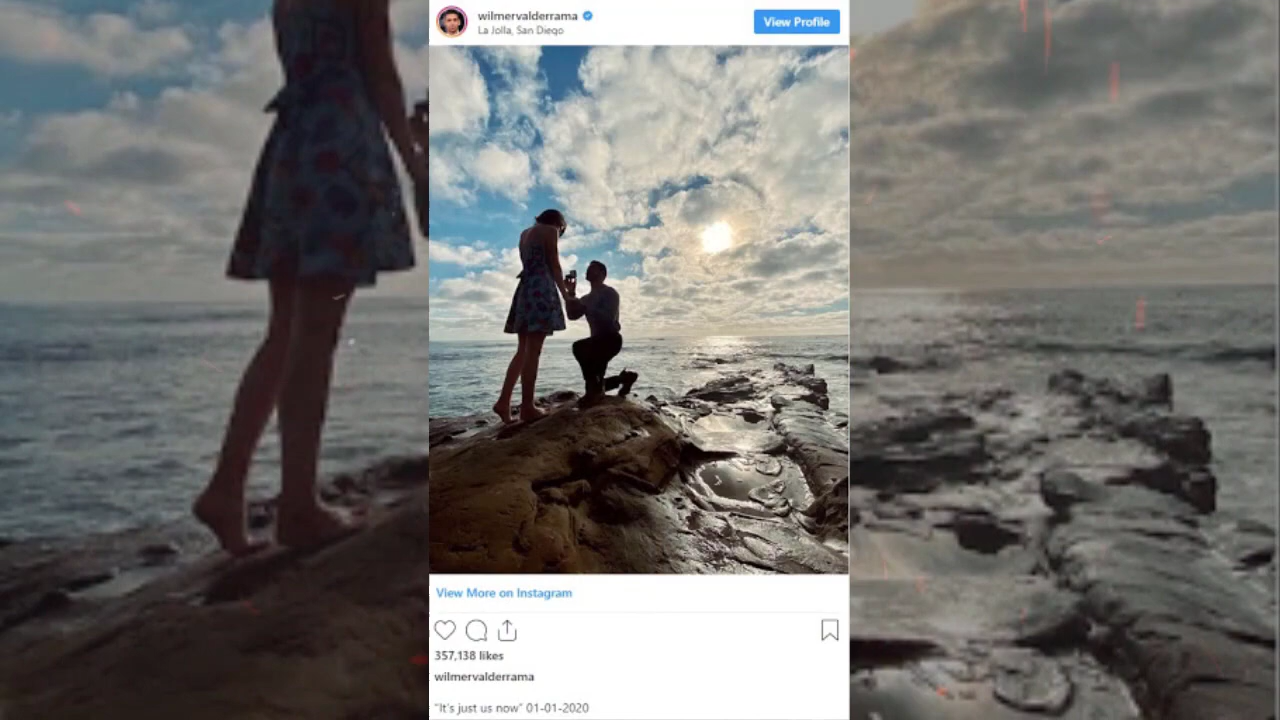 wilmervalderrama
La Jolla, San Diego
View Profile
View More on Instagram
357,138 likes
wilmervalderrama
"It's just us now" 01-01-2020